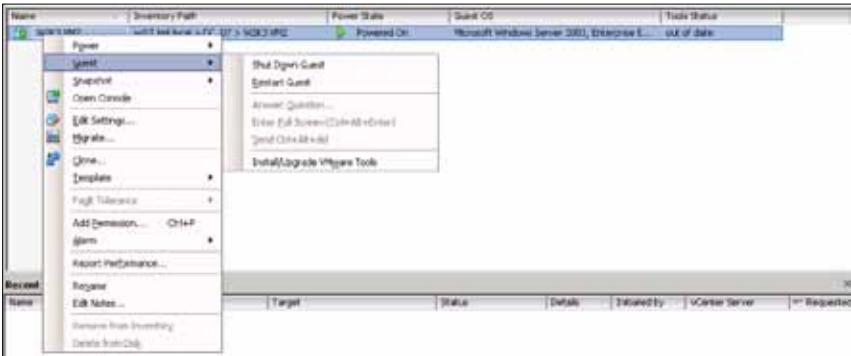 Name Inventory Path Power State Guest OS Tools Status
Powered On Microsoft Windows Server 2003, Enterprise E... out of date
Power
Guest
Snapshot
Open Console
Edit Settings...
Migrate...
Clone...
Template
Fault Tolerance
Add Permission... Ctrl+P
Alarm
Report Performance...
Rename
Edit Notes...
Remove from Inventory
Delete from Disk
Shut Down Guest
Restart Guest
Answer Question...
Enter Full Screen (Ctrl+Alt+Enter)
Send Ctrl+Alt+del
Install/Upgrade VMware Tools
Recent
Name Target Status Details Initiated by vCenter Server Requested